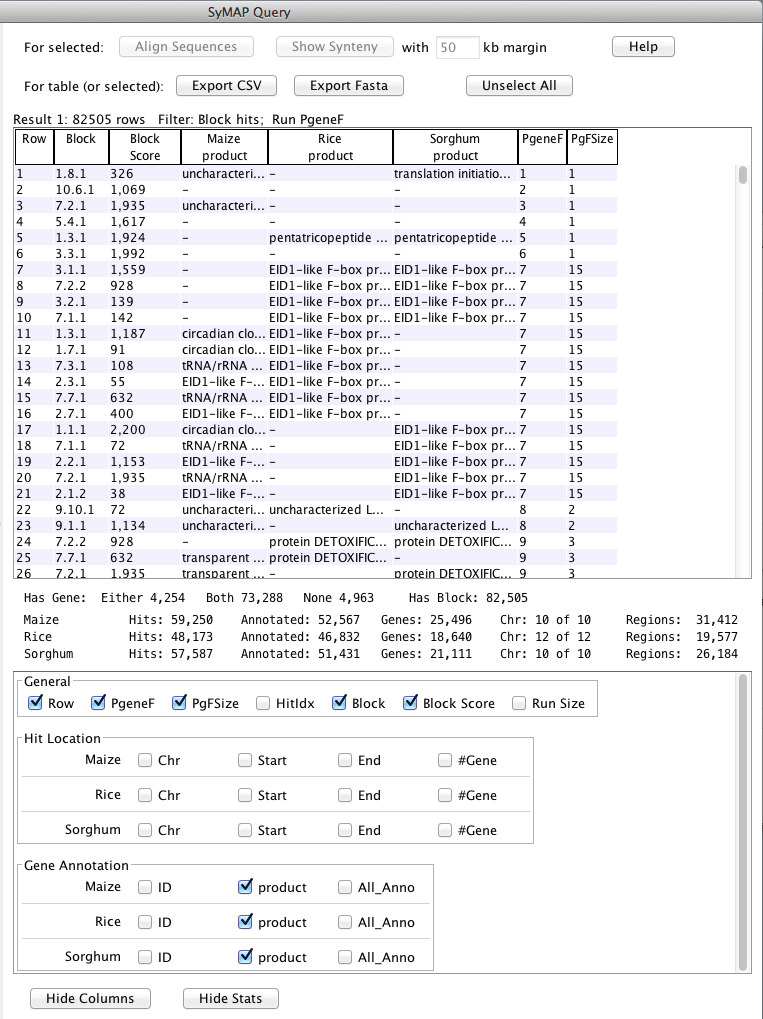 SyMAP Query
For selected: Align Sequences Show Synteny with 50 kb margin Help
For table (or selected): Export CSV Export Fasta Unselect All
Result 1: 82505 rows Filter: Block hits; Run PgeneF
Row Block Block Score Maize product Rice product Sorghum product PgeneF PgFSize
1 1.8.1 326 uncharacteri... – translation initiatio... 1 1
2 10.6.1 1,069 – – – 2 1
3 7.2.1 1,935 uncharacteri... – – 3 1
4 5.4.1 1,617 – – – 4 1
5 1.3.1 1,924 – pentatricopeptide ... pentatricopeptide ... 5 1
6 3.3.1 1,992 – – – 6 1
7 3.1.1 1,559 – EID1-like F-box pr... EID1-like F-box pr... 7 15
8 7.2.2 928 – EID1-like F-box pr... EID1-like F-box pr... 7 15
9 3.2.1 139 – EID1-like F-box pr... EID1-like F-box pr... 7 15
10 7.1.1 142 – EID1-like F-box pr... EID1-like F-box pr... 7 15
11 1.3.1 1,187 circadian clo... EID1-like F-box pr... – 7 15
12 1.7.1 91 circadian clo... EID1-like F-box pr... – 7 15
13 7.3.1 108 tRNA/rRNA ... EID1-like F-box pr... – 7 15
14 2.3.1 55 EID1-like F-... EID1-like F-box pr... – 7 15
15 7.7.1 632 tRNA/rRNA ... EID1-like F-box pr... – 7 15
16 2.7.1 400 EID1-like F-... EID1-like F-box pr... – 7 15
17 1.1.1 2,200 circadian clo... – EID1-like F-box pr... 7 15
18 7.1.1 72 tRNA/rRNA ... – EID1-like F-box pr... 7 15
19 2.2.1 1,153 EID1-like F-... – EID1-like F-box pr... 7 15
20 7.2.1 1,935 tRNA/rRNA ... – EID1-like F-box pr... 7 15
21 2.1.2 38 EID1-like F-... – EID1-like F-box pr... 7 15
22 9.10.1 72 uncharacteri... uncharacterized L... – 8 2
23 9.1.1 1,134 uncharacteri... – uncharacterized L... 8 2
24 7.2.2 928 – protein DETOXIFIC... protein DETOXIFIC... 9 3
25 7.7.1 632 transparent ... protein DETOXIFIC... – 9 3
26 7.2.1 1,935 transparent ... – protein DETOXIFIC... 9 3
Has Gene: Either 4,254 Both 73,288 None 4,963 Has Block: 82,505
Maize Hits: 59,250 Annotated: 52,567 Genes: 25,496 Chr: 10 of 10 Regions: 31,412
Rice Hits: 48,173 Annotated: 46,832 Genes: 18,640 Chr: 12 of 12 Regions: 19,577
Sorghum Hits: 57,587 Annotated: 51,431 Genes: 21,111 Chr: 10 of 10 Regions: 26,184
General
Row PgeneF PgFSize HitIdx Block Block Score Run Size
Hit Location
Maize Chr Start End #Gene
Rice Chr Start End #Gene
Sorghum Chr Start End #Gene
Gene Annotation
Maize ID product All_Anno
Rice ID product All_Anno
Sorghum ID product All_Anno
Hide Columns Hide Stats